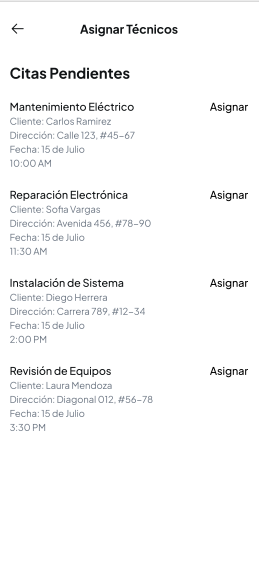 Asignar Técnicos
Citas Pendientes
Mantenimiento Eléctrico Asignar
Cliente: Carlos Ramirez
Dirección: Calle 123, #45-67
Fecha: 15 de Julio
10:00 AM
Reparación Electrónica Asignar
Cliente: Sofia Vargas
Dirección: Avenida 456, #78-90
Fecha: 15 de Julio
11:30 AM
Instalación de Sistema Asignar
Cliente: Diego Herrera
Dirección: Carrera 789, #12-34
Fecha: 15 de Julio
2:00 PM
Revisión de Equipos Asignar
Cliente: Laura Mendoza
Dirección: Diagonal 012, #56-78
Fecha: 15 de Julio
3:30 PM